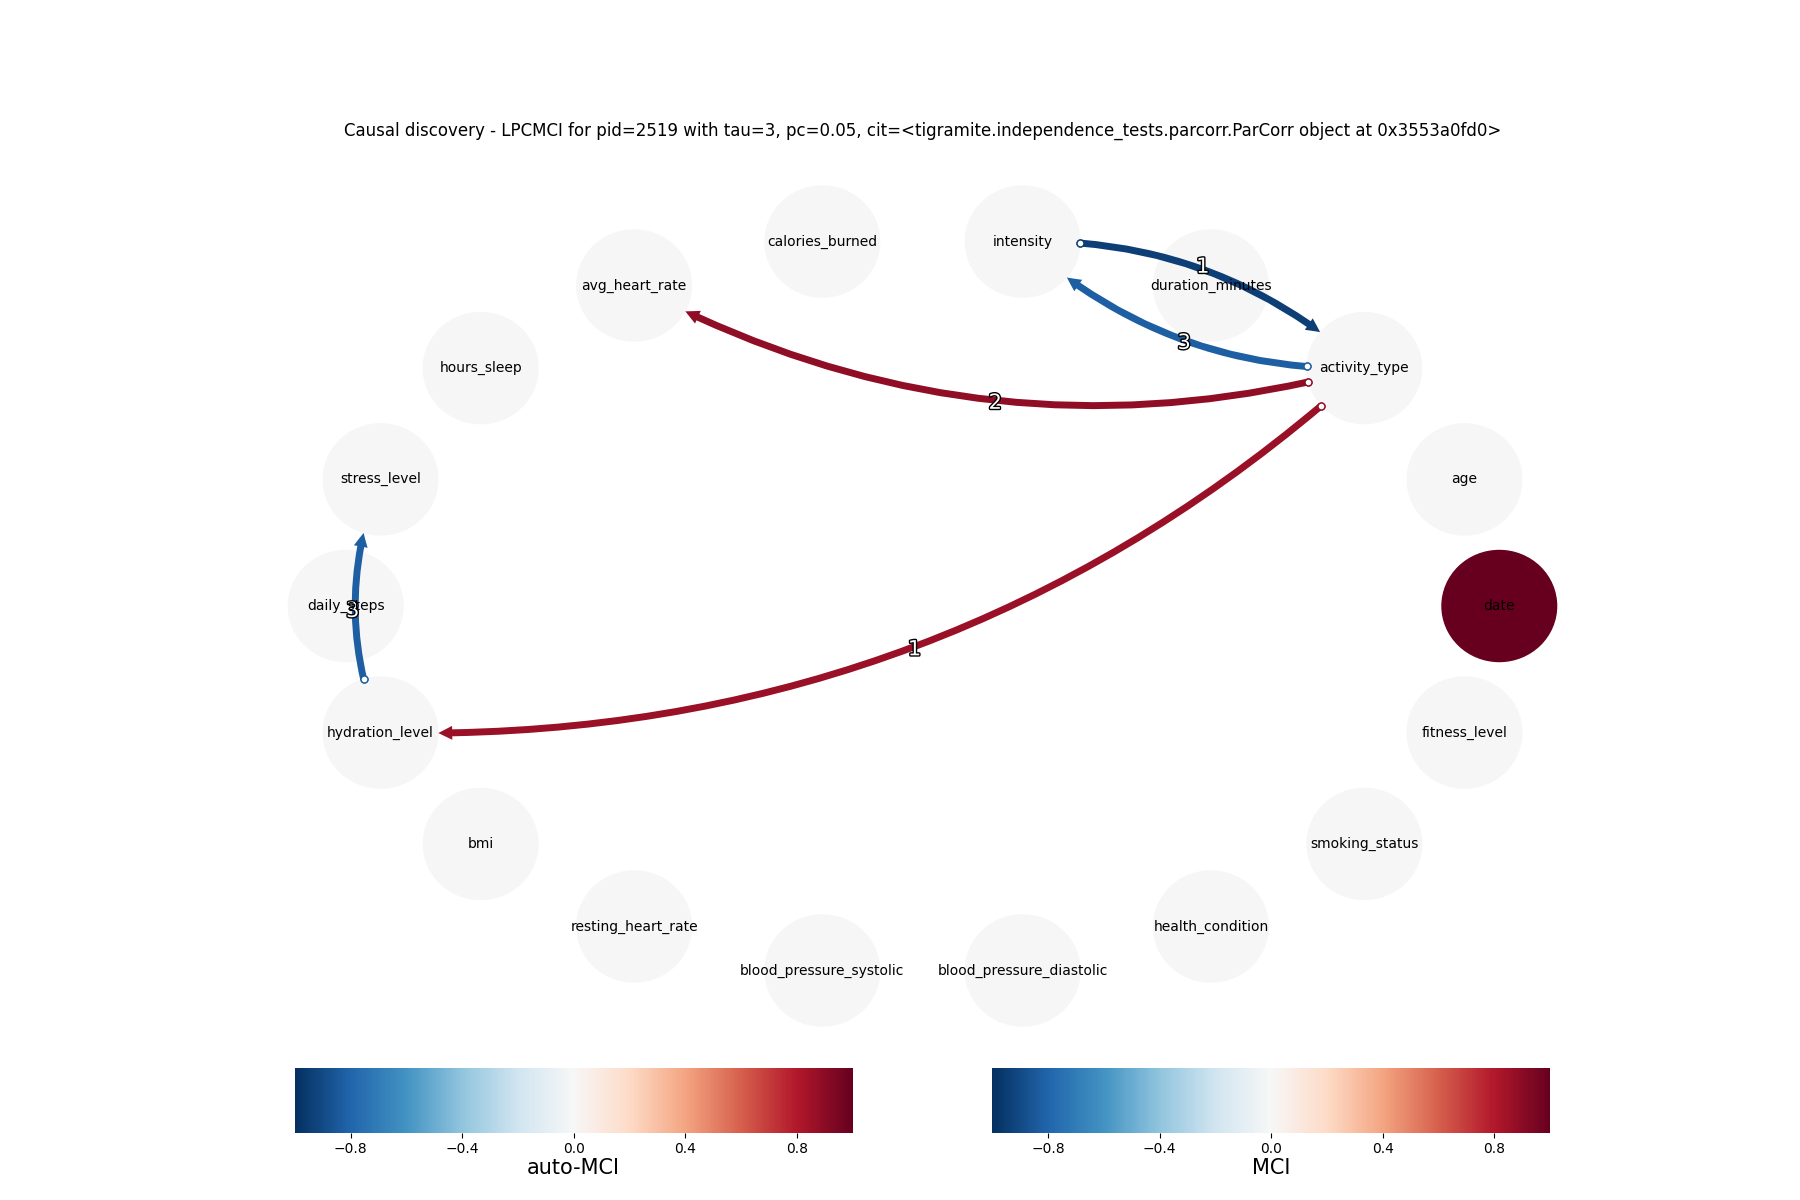 Causal discovery - LPCMCI for pid=2519 with tau=3, pc=0.05, cit=<tigramite.independence_tests.parcorr.ParCorr object at 0x3553a0fd0>
calories_burned
intensity
1
avg_heart_rate
duration_minutes
3
hours_sleep
activity_type
2
stress_level
age
daily_steps
3
date
1
hydration_level
fitness_level
bmi
smoking_status
resting_heart_rate
health_condition
blood_pressure_systolic
blood_pressure_diastolic
−0.8 −0.4 0.0 0.4 0.8
auto-MCI
−0.8 −0.4 0.0 0.4 0.8
MCI